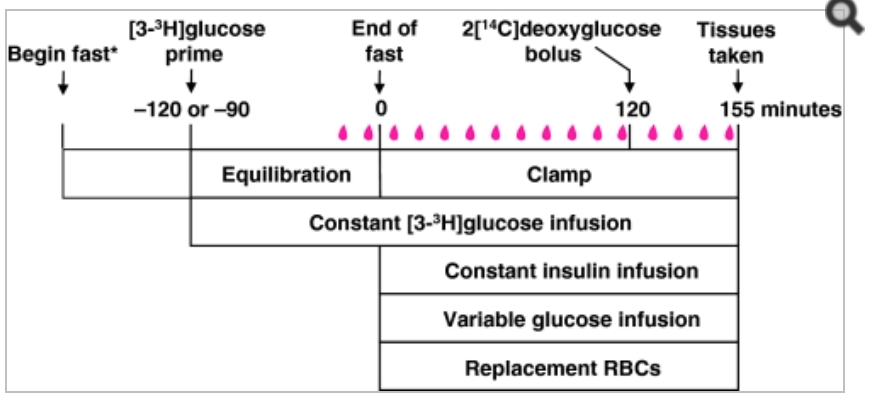 [3-³H]glucose End of 2[¹⁴C]deoxyglucose Tissues
Begin fast* prime fast bolus taken
–120 or –90 0 120 155 minutes
Equilibration Clamp
Constant [3-³H]glucose infusion
Constant insulin infusion
Variable glucose infusion
Replacement RBCs